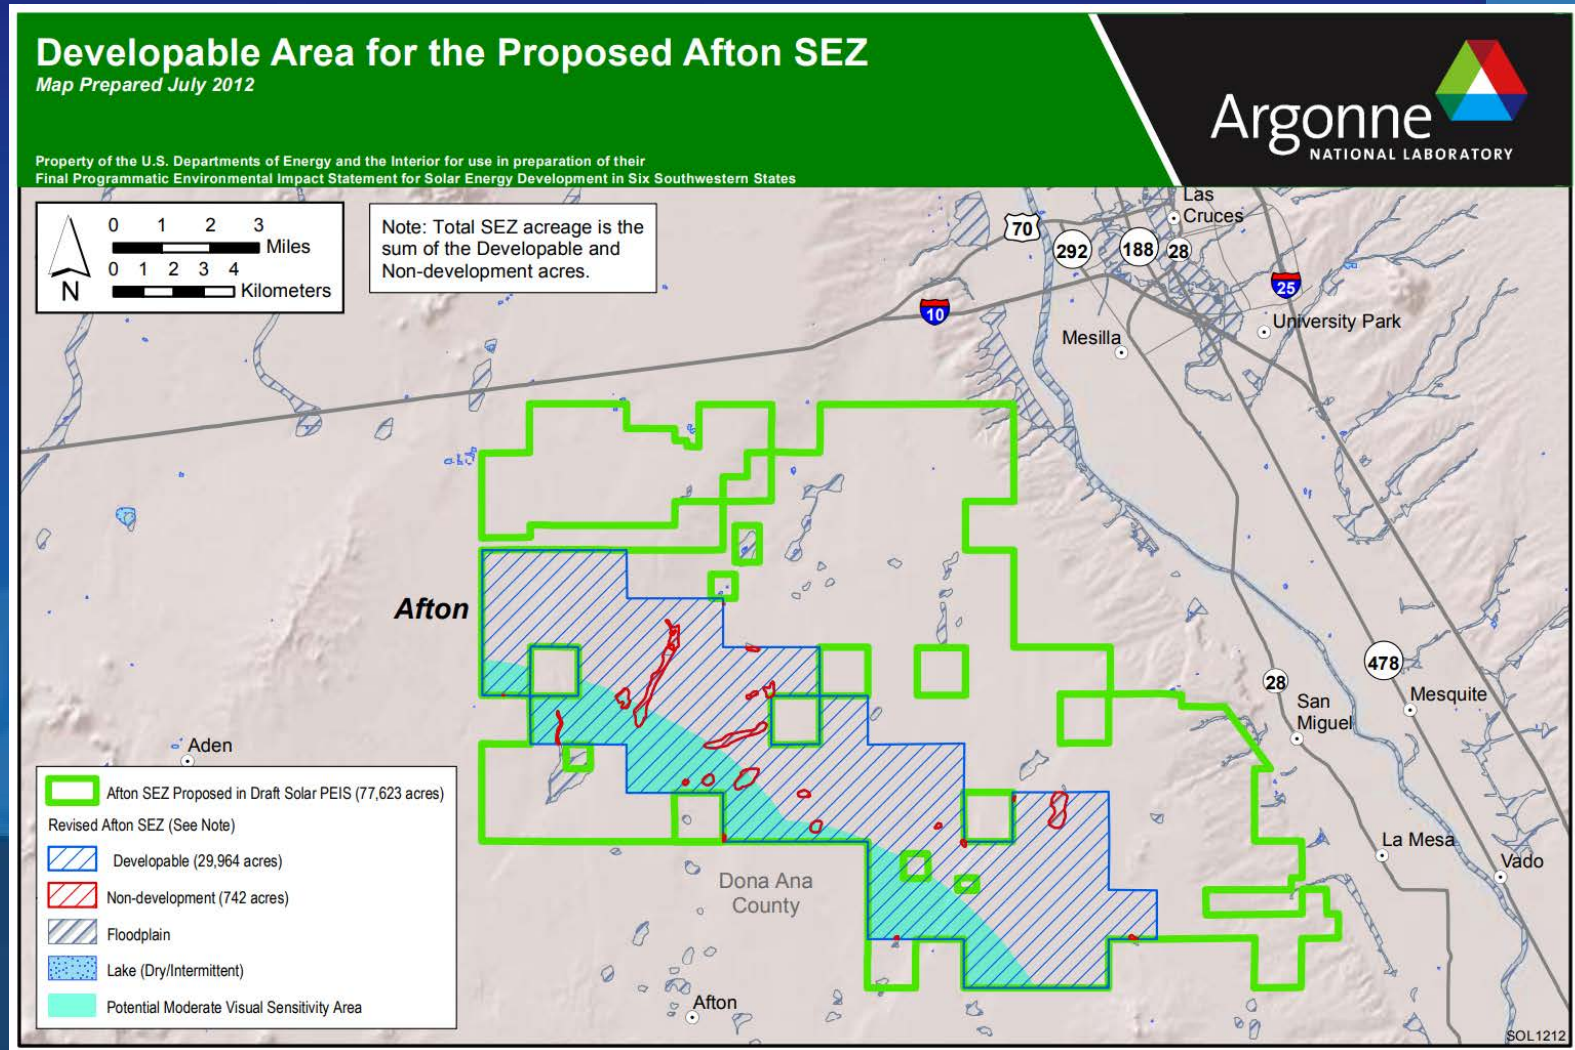 Developable Area for the Proposed Afton SEZ
Map Prepared July 2012
Property of the U.S. Departments of Energy and the Interior for use in preparation of their
Final Programmatic Environmental Impact Statement for Solar Energy Development in Six Southwestern States
Argonne
NATIONAL LABORATORY
0 1 2 3
Miles
0 1 2 3 4
Kilometers
N
Note: Total SEZ acreage is the
sum of the Developable and
Non-development acres.
Las
Cruces
70
292
188
28
25
10
University Park
Mesilla
Afton
478
28
Mesquite
San
Miguel
Aden
La Mesa
Vado
Dona Ana
County
Afton
Afton SEZ Proposed in Draft Solar PEIS (77,623 acres)
Revised Afton SEZ (See Note)
Developable (29,964 acres)
Non-development (742 acres)
Floodplain
Lake (Dry/Intermittent)
Potential Moderate Visual Sensitivity Area
SOL1212